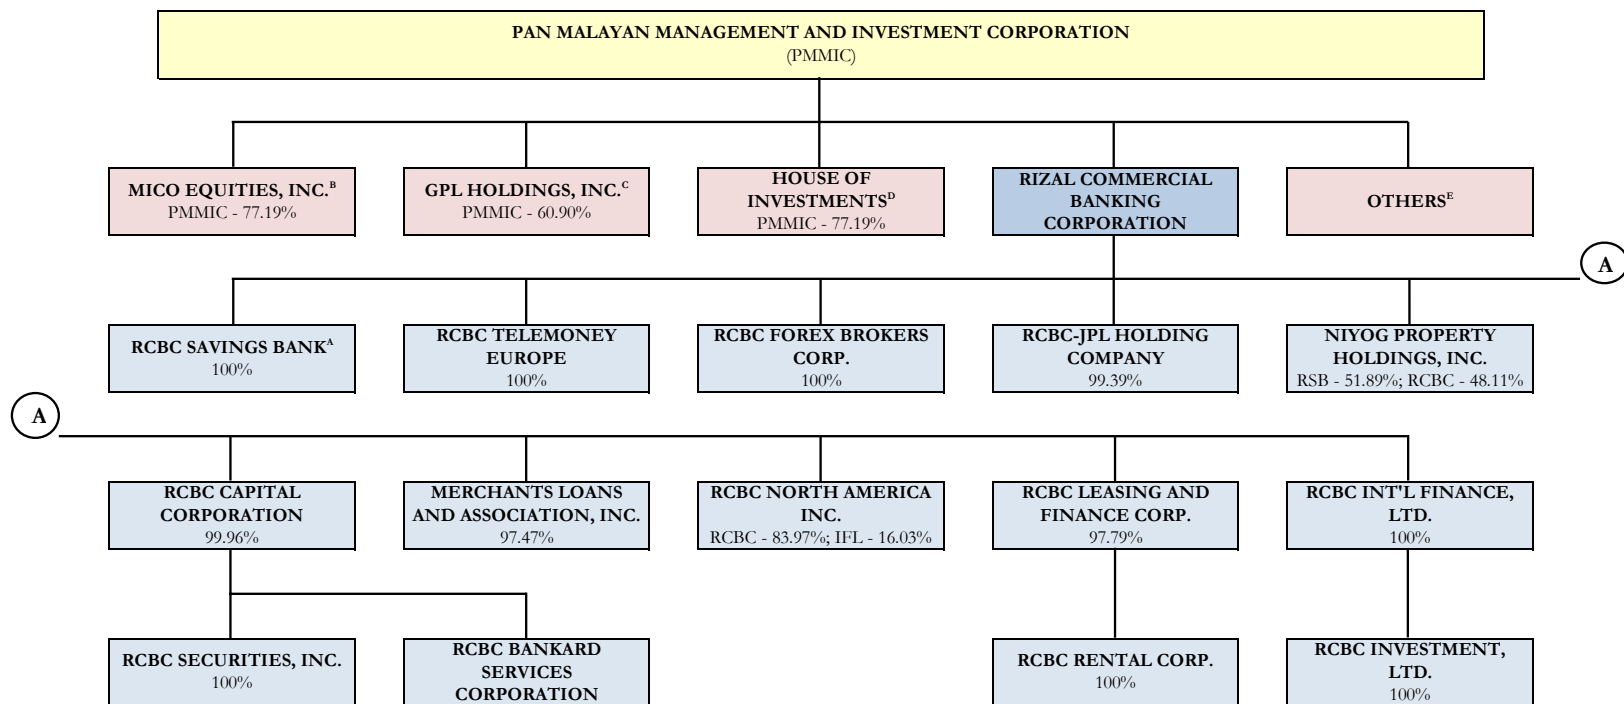 PAN MALAYAN MANAGEMENT AND INVESTMENT CORPORATION
(PMMIC)
MICO EQUITIES, INC.ᴮ
PMMIC - 77.19%
GPL HOLDINGS, INC.ᶜ
PMMIC - 60.90%
HOUSE OF
INVESTMENTSᴰ
PMMIC - 77.19%
RIZAL COMMERCIAL
BANKING
CORPORATION
OTHERSᴱ
A
RCBC SAVINGS BANKᴬ
100%
RCBC TELEMONEY
EUROPE
100%
RCBC FOREX BROKERS
CORP.
100%
RCBC-JPL HOLDING
COMPANY
99.39%
NIYOG PROPERTY
HOLDINGS, INC.
RSB - 51.89%; RCBC - 48.11%
A
RCBC CAPITAL
CORPORATION
99.96%
MERCHANTS LOANS
AND ASSOCIATION, INC.
97.47%
RCBC NORTH AMERICA
INC.
RCBC - 83.97%; IFL - 16.03%
RCBC LEASING AND
FINANCE CORP.
97.79%
RCBC INT'L FINANCE,
LTD.
100%
RCBC SECURITIES, INC.
100%
RCBC BANKARD
SERVICES
CORPORATION
RCBC RENTAL CORP.
100%
RCBC INVESTMENT,
LTD.
100%